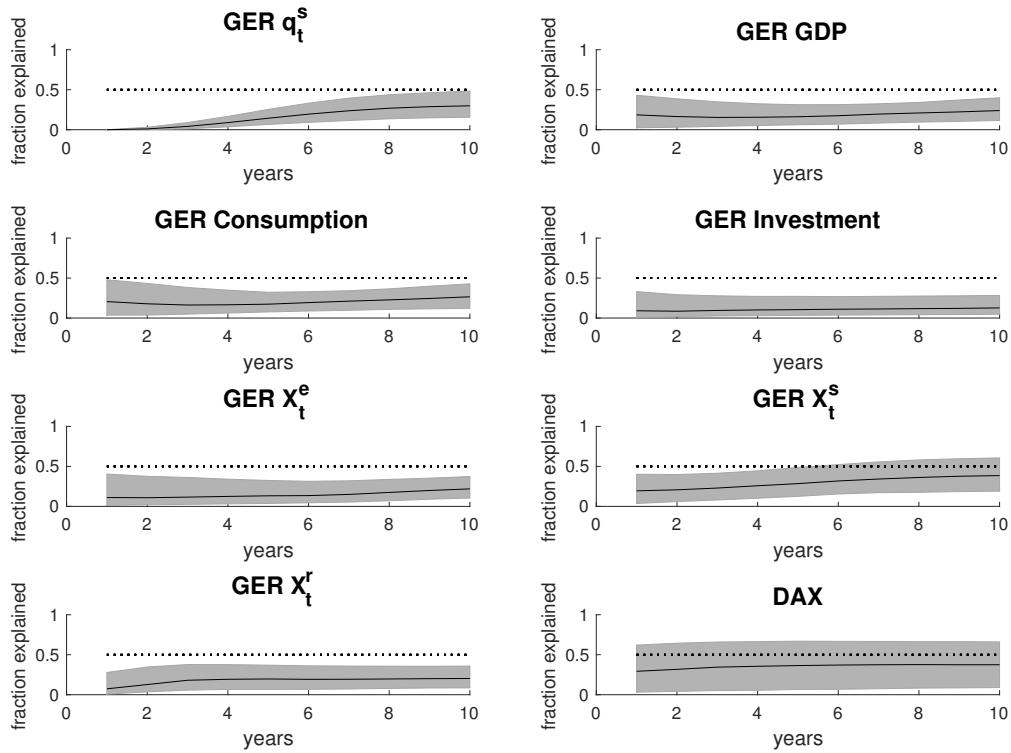 GER q_t^s
fraction explained
1
0.5
0
0 2 4 6 8 10
years
GER GDP
fraction explained
1
0.5
0
0 2 4 6 8 10
years
GER Consumption
fraction explained
1
0.5
0
0 2 4 6 8 10
years
GER Investment
fraction explained
1
0.5
0
0 2 4 6 8 10
years
GER X_t^e
fraction explained
1
0.5
0
0 2 4 6 8 10
years
GER X_t^s
fraction explained
1
0.5
0
0 2 4 6 8 10
years
GER X_t^r
fraction explained
1
0.5
0
0 2 4 6 8 10
years
DAX
fraction explained
1
0.5
0
0 2 4 6 8 10
years